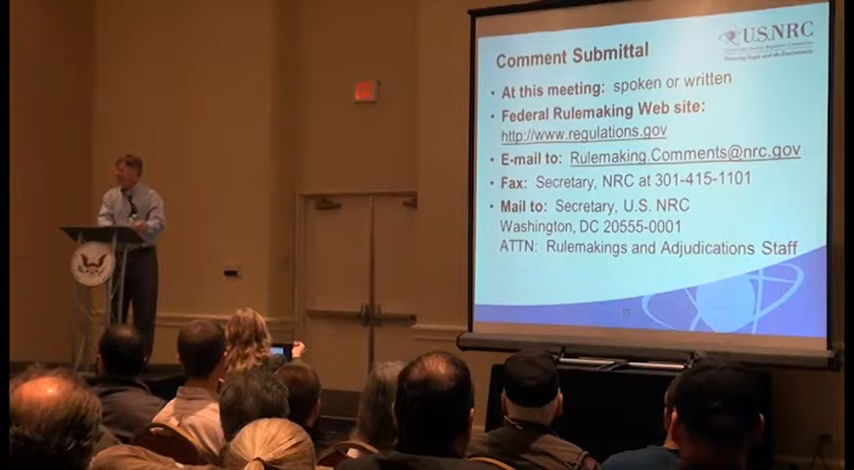 U.S.NRC
Comment Submittal
• At this meeting: spoken or written
• Federal Rulemaking Web site:
http://www.regulations.gov
• E-mail to: Rulemaking.Comments@nrc.gov
• Fax: Secretary, NRC at 301-415-1101
• Mail to: Secretary, U.S. NRC
Washington, DC 20555-0001
ATTN: Rulemakings and Adjudications Staff